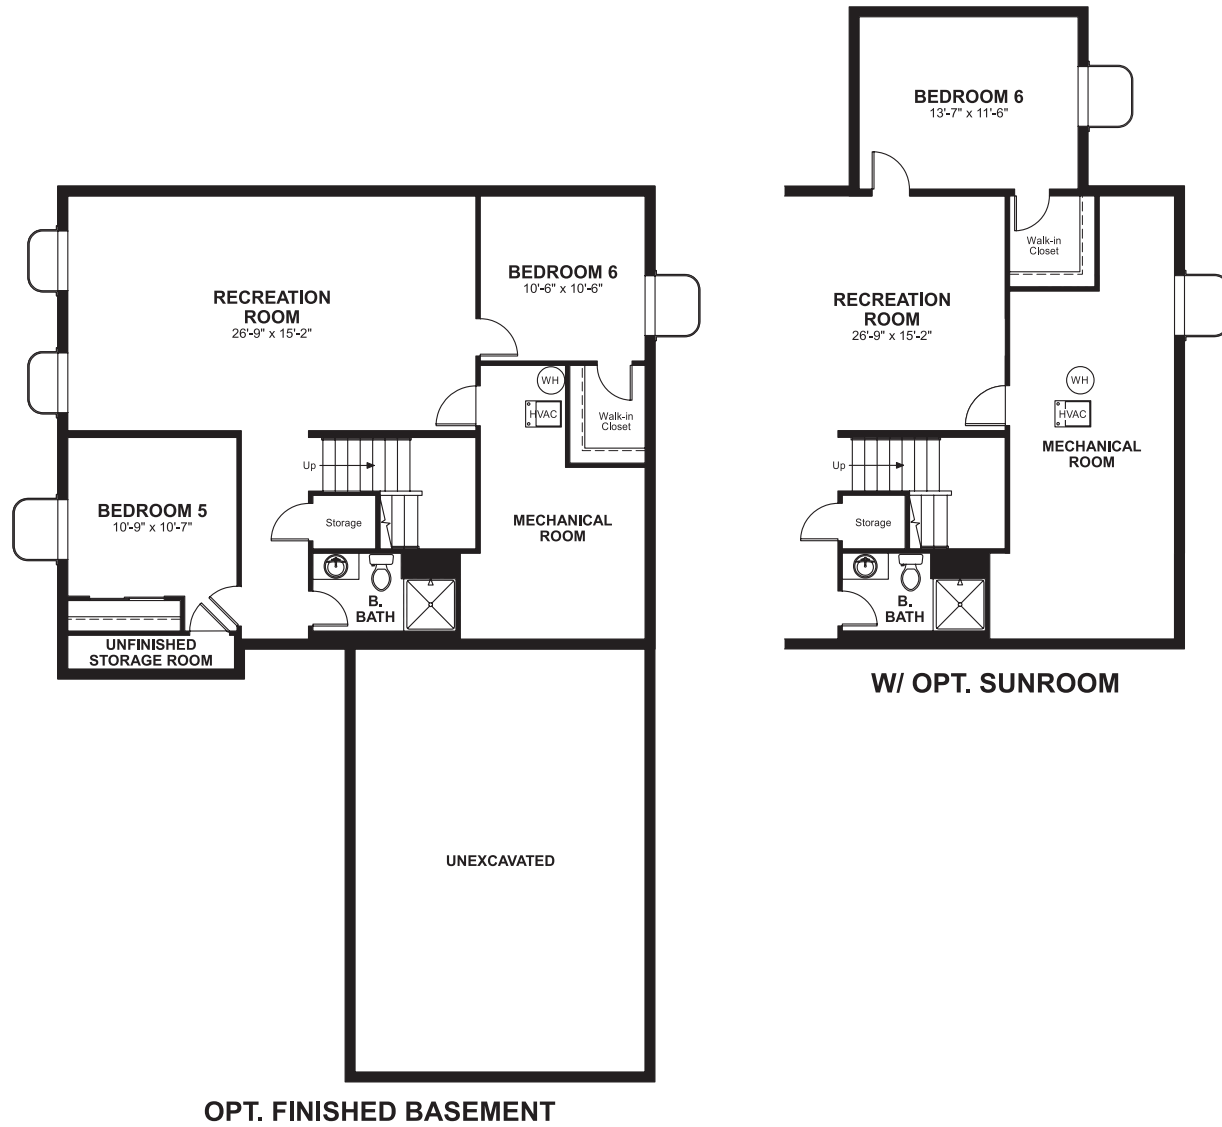 RECREATION
ROOM
26'-9" x 15'-2"
BEDROOM 6
10'-6" x 10'-6"
WH
HVAC
Walk-in
Closet
Up
Storage
BEDROOM 5
10'-9" x 10'-7"
MECHANICAL
ROOM
B.
BATH
UNFINISHED
STORAGE ROOM
UNEXCAVATED
OPT. FINISHED BASEMENT
BEDROOM 6
13'-7" x 11'-6"
Walk-in
Closet
RECREATION
ROOM
26'-9" x 15'-2"
WH
HVAC
MECHANICAL
ROOM
Up
Storage
B.
BATH
W/ OPT. SUNROOM